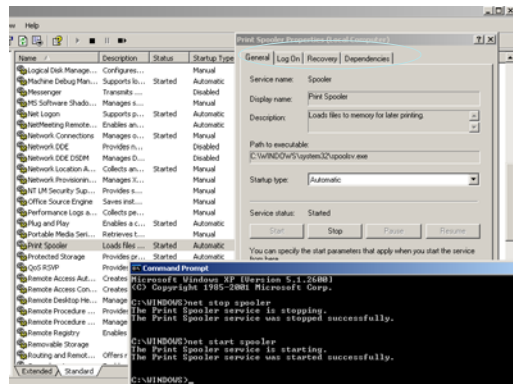 Help
Name Description Status Startup Type
Logical Disk Manage... Configures... Manual
Machine Debug Man... Supports lo... Started Automatic
Messenger Transmits ... Disabled
MS Software Shado... Manages s... Manual
Net Logon Supports p... Started Automatic
NetMeeting Remote... Enables an... Manual
Network Connections Manages o... Started Manual
Network DDE Provides n... Disabled
Network DDE DSDM Manages D... Disabled
Network Location A... Collects an... Started Manual
Network Provisionin... Manages X... Manual
NT LM Security Sup... Provides s... Manual
Office Source Engine Saves inst... Manual
Performance Logs a... Collects pe... Manual
Plug and Play Enables a c... Started Automatic
Portable Media Seri... Retrieves t... Manual
Print Spooler Loads files ... Started Automatic
Protected Storage Provides pr... Started Automatic
QoS RSVP Provides
Remote Access Aut... Creates
Remote Access Con... Creates
Remote Desktop He... Manage
Remote Procedure ... Provides
Remote Procedure ... Manage
Remote Registry Enables
Removable Storage
Routing and Remot... Offers r
Extended Standard
Print Spooler Properties (Local Computer)
General Log On Recovery Dependencies
Service name: Spooler
Display name: Print Spooler
Description: Loads files to memory for later printing.
Path to executable:
C:\WINDOWS\system32\spoolsv.exe
Startup type: Automatic
Service status: Started
Start Stop Pause Resume
You can specify the start parameters that apply when you start the service
from here.
Command Prompt
Microsoft Windows XP [Version 5.1.2600]
(C) Copyright 1985-2001 Microsoft Corp.
C:\WINDOWS>net stop spooler
The Print Spooler service is stopping.
The Print Spooler service was stopped successfully.
C:\WINDOWS>net start spooler
The Print Spooler service is starting.
The Print Spooler service was started successfully.
C:\WINDOWS>_